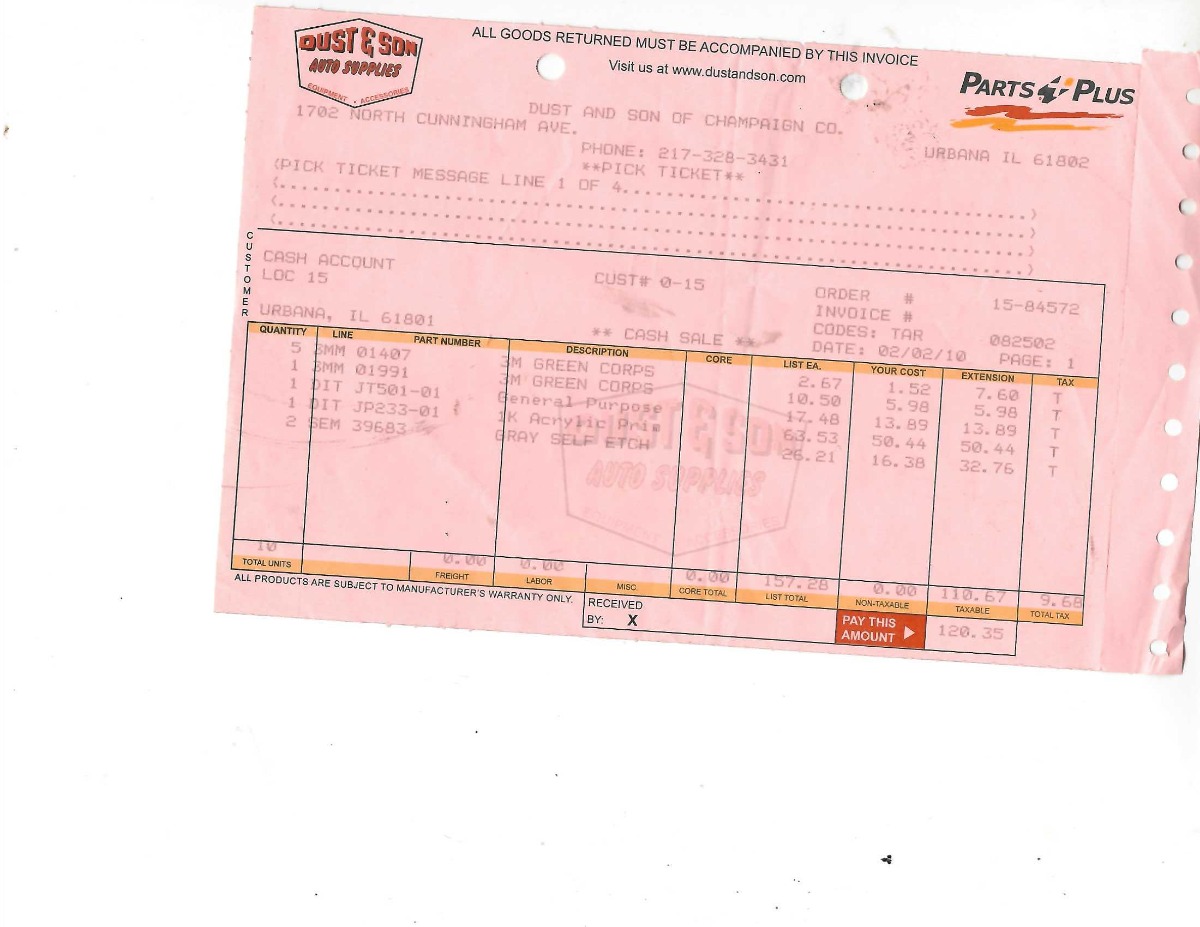 DUST & SON
AUTO SUPPLIES
EQUIPMENT • ACCESSORIES
ALL GOODS RETURNED MUST BE ACCOMPANIED BY THIS INVOICE
Visit us at www.dustandson.com
PARTS PLUS
DUST AND SON OF CHAMPAIGN CO.
1702 NORTH CUNNINGHAM AVE.
URBANA IL 61802
PHONE: 217-328-3431
**PICK TICKET**
(PICK TICKET MESSAGE LINE 1 OF 4..............................)
(..............................)
(..............................)
(..............................)
CUSTOMER
CASH ACCOUNT
LOC 15
CUST# 0-15
URBANA, IL 61801
** CASH SALE **
ORDER # 15-84572
INVOICE #
CODES: TAR 082502
DATE: 02/02/10 PAGE: 1
QUANTITY LINE PART NUMBER DESCRIPTION CORE LIST EA. YOUR COST EXTENSION TAX
5 3MM 01407 3M GREEN CORPS 2.67 1.52 7.60 T
1 3MM 01991 3M GREEN CORPS 10.50 5.98 5.98 T
1 DIT JT501-01 General Purpose 17.48 13.89 13.89 T
1 DIT JP233-01 1K Acrylic Prim 63.53 50.44 50.44 T
2 SEM 39683 GRAY SELF ETCH 26.21 16.38 32.76 T
DUST & SON
AUTO SUPPLIES
10 0.00 0.00 0.00 157.28 0.00 110.67 9.68
TOTAL UNITS FREIGHT LABOR MISC. CORE TOTAL LIST TOTAL NON-TAXABLE TAXABLE TOTAL TAX
ALL PRODUCTS ARE SUBJECT TO MANUFACTURER'S WARRANTY ONLY.
RECEIVED
BY: X
PAY THIS
AMOUNT
120.35